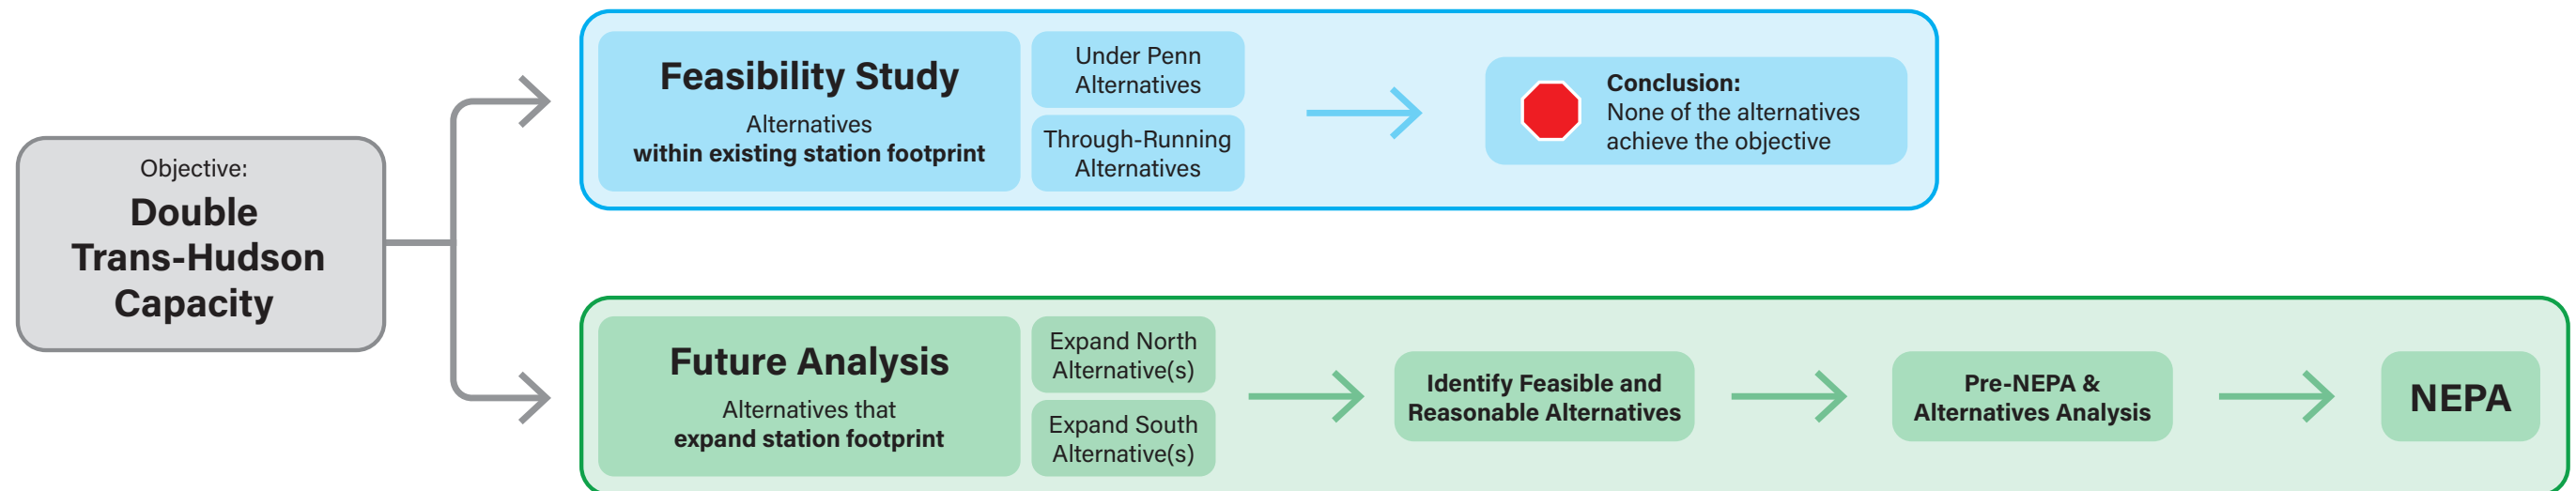 Objective:
Double
Trans-Hudson
Capacity
Feasibility Study
Alternatives
within existing station footprint
Under Penn
Alternatives
Through-Running
Alternatives
Conclusion:
None of the alternatives
achieve the objective
Future Analysis
Alternatives that
expand station footprint
Expand North
Alternative(s)
Expand South
Alternative(s)
Identify Feasible and
Reasonable Alternatives
Pre-NEPA &
Alternatives Analysis
NEPA